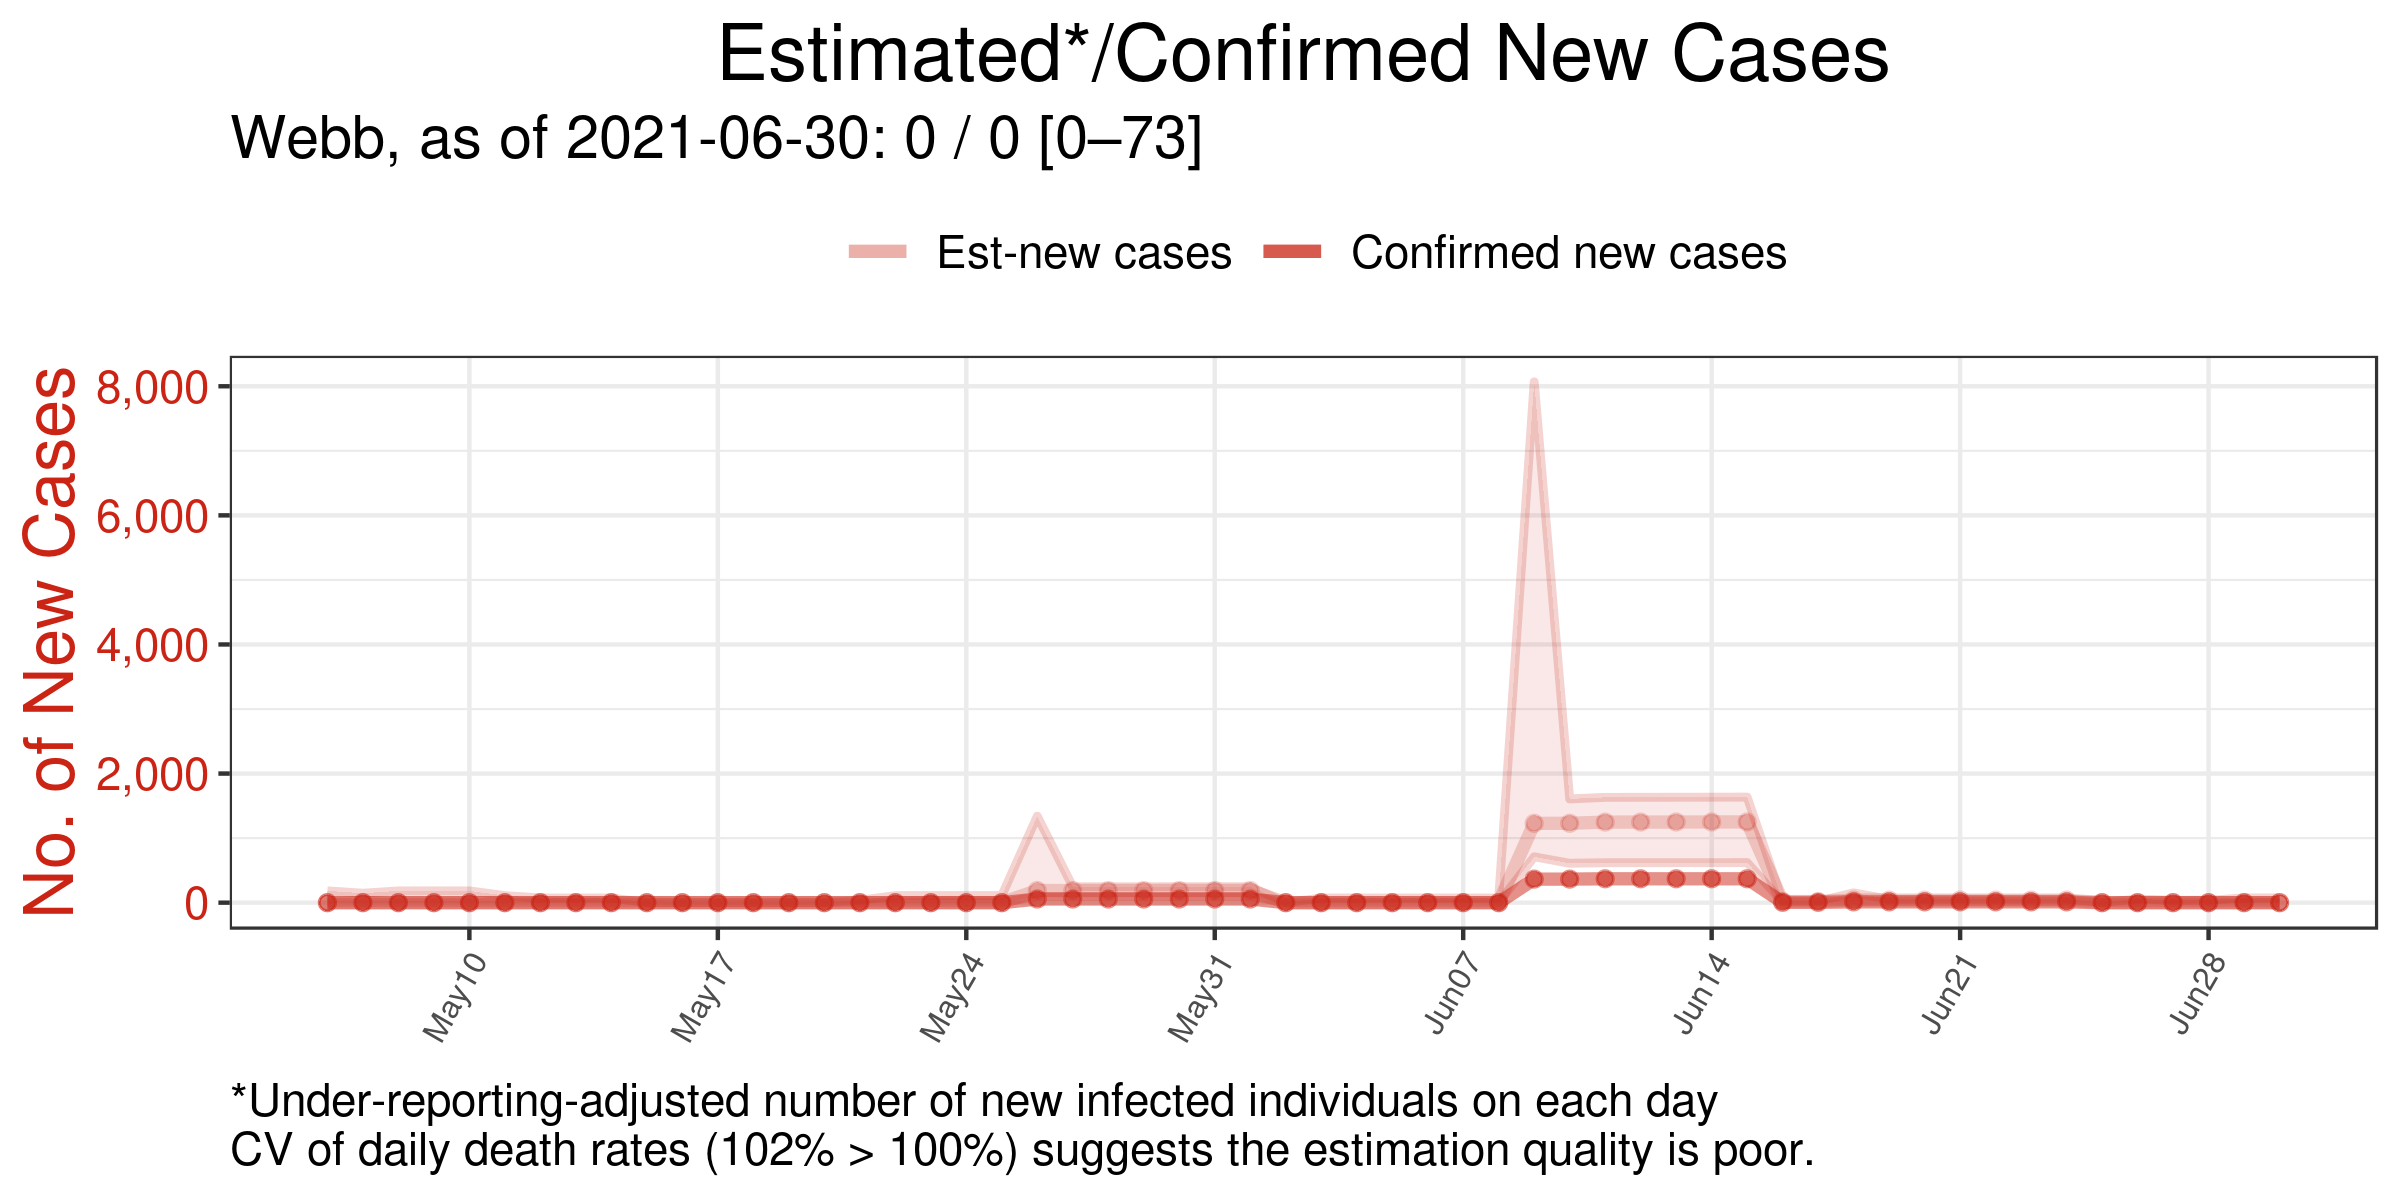 Estimated*/Confirmed New Cases
Webb, as of 2021-06-30: 0 / 0 [0–73]
Est-new cases Confirmed new cases
No. of New Cases
8,000
6,000
4,000
2,000
0
May10 May17 May24 May31 Jun07 Jun14 Jun21 Jun28
*Under-reporting-adjusted number of new infected individuals on each day
CV of daily death rates (102% > 100%) suggests the estimation quality is poor.